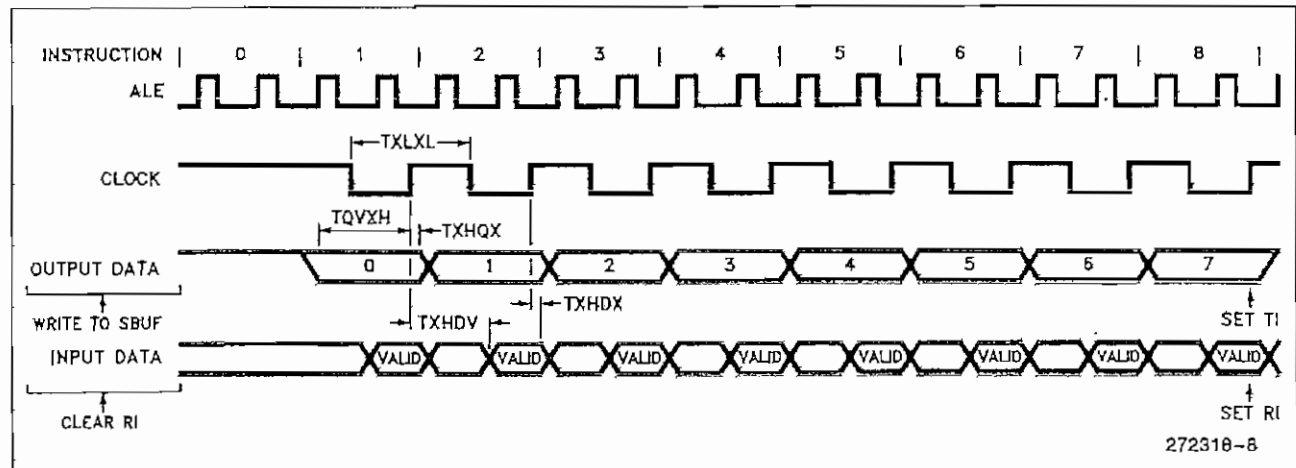 INSTRUCTION | 0 | 1 | 2 | 3 | 4 | 5 | 6 | 7 | 8 |
ALE
TXLXL
CLOCK
TQVXH TXHQX
OUTPUT DATA 0 1 2 3 4 5 6 7
TXHDV TXHDX
WRITE TO SBUF SET TI
INPUT DATA VALID VALID VALID VALID VALID VALID VALID VALID
CLEAR RI SET RI
272318-8